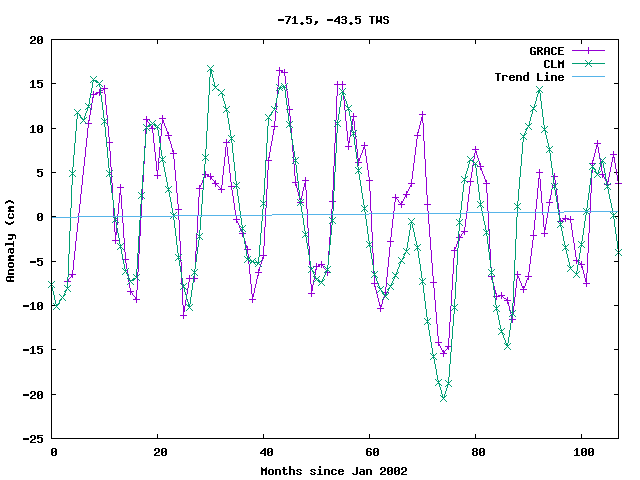 -71.5, -43.5 TWS
GRACE
CLM
Trend Line
20
15
10
5
0
-5
-10
-15
-20
-25
Anomaly (cm)
0 20 40 60 80 100
Months since Jan 2002